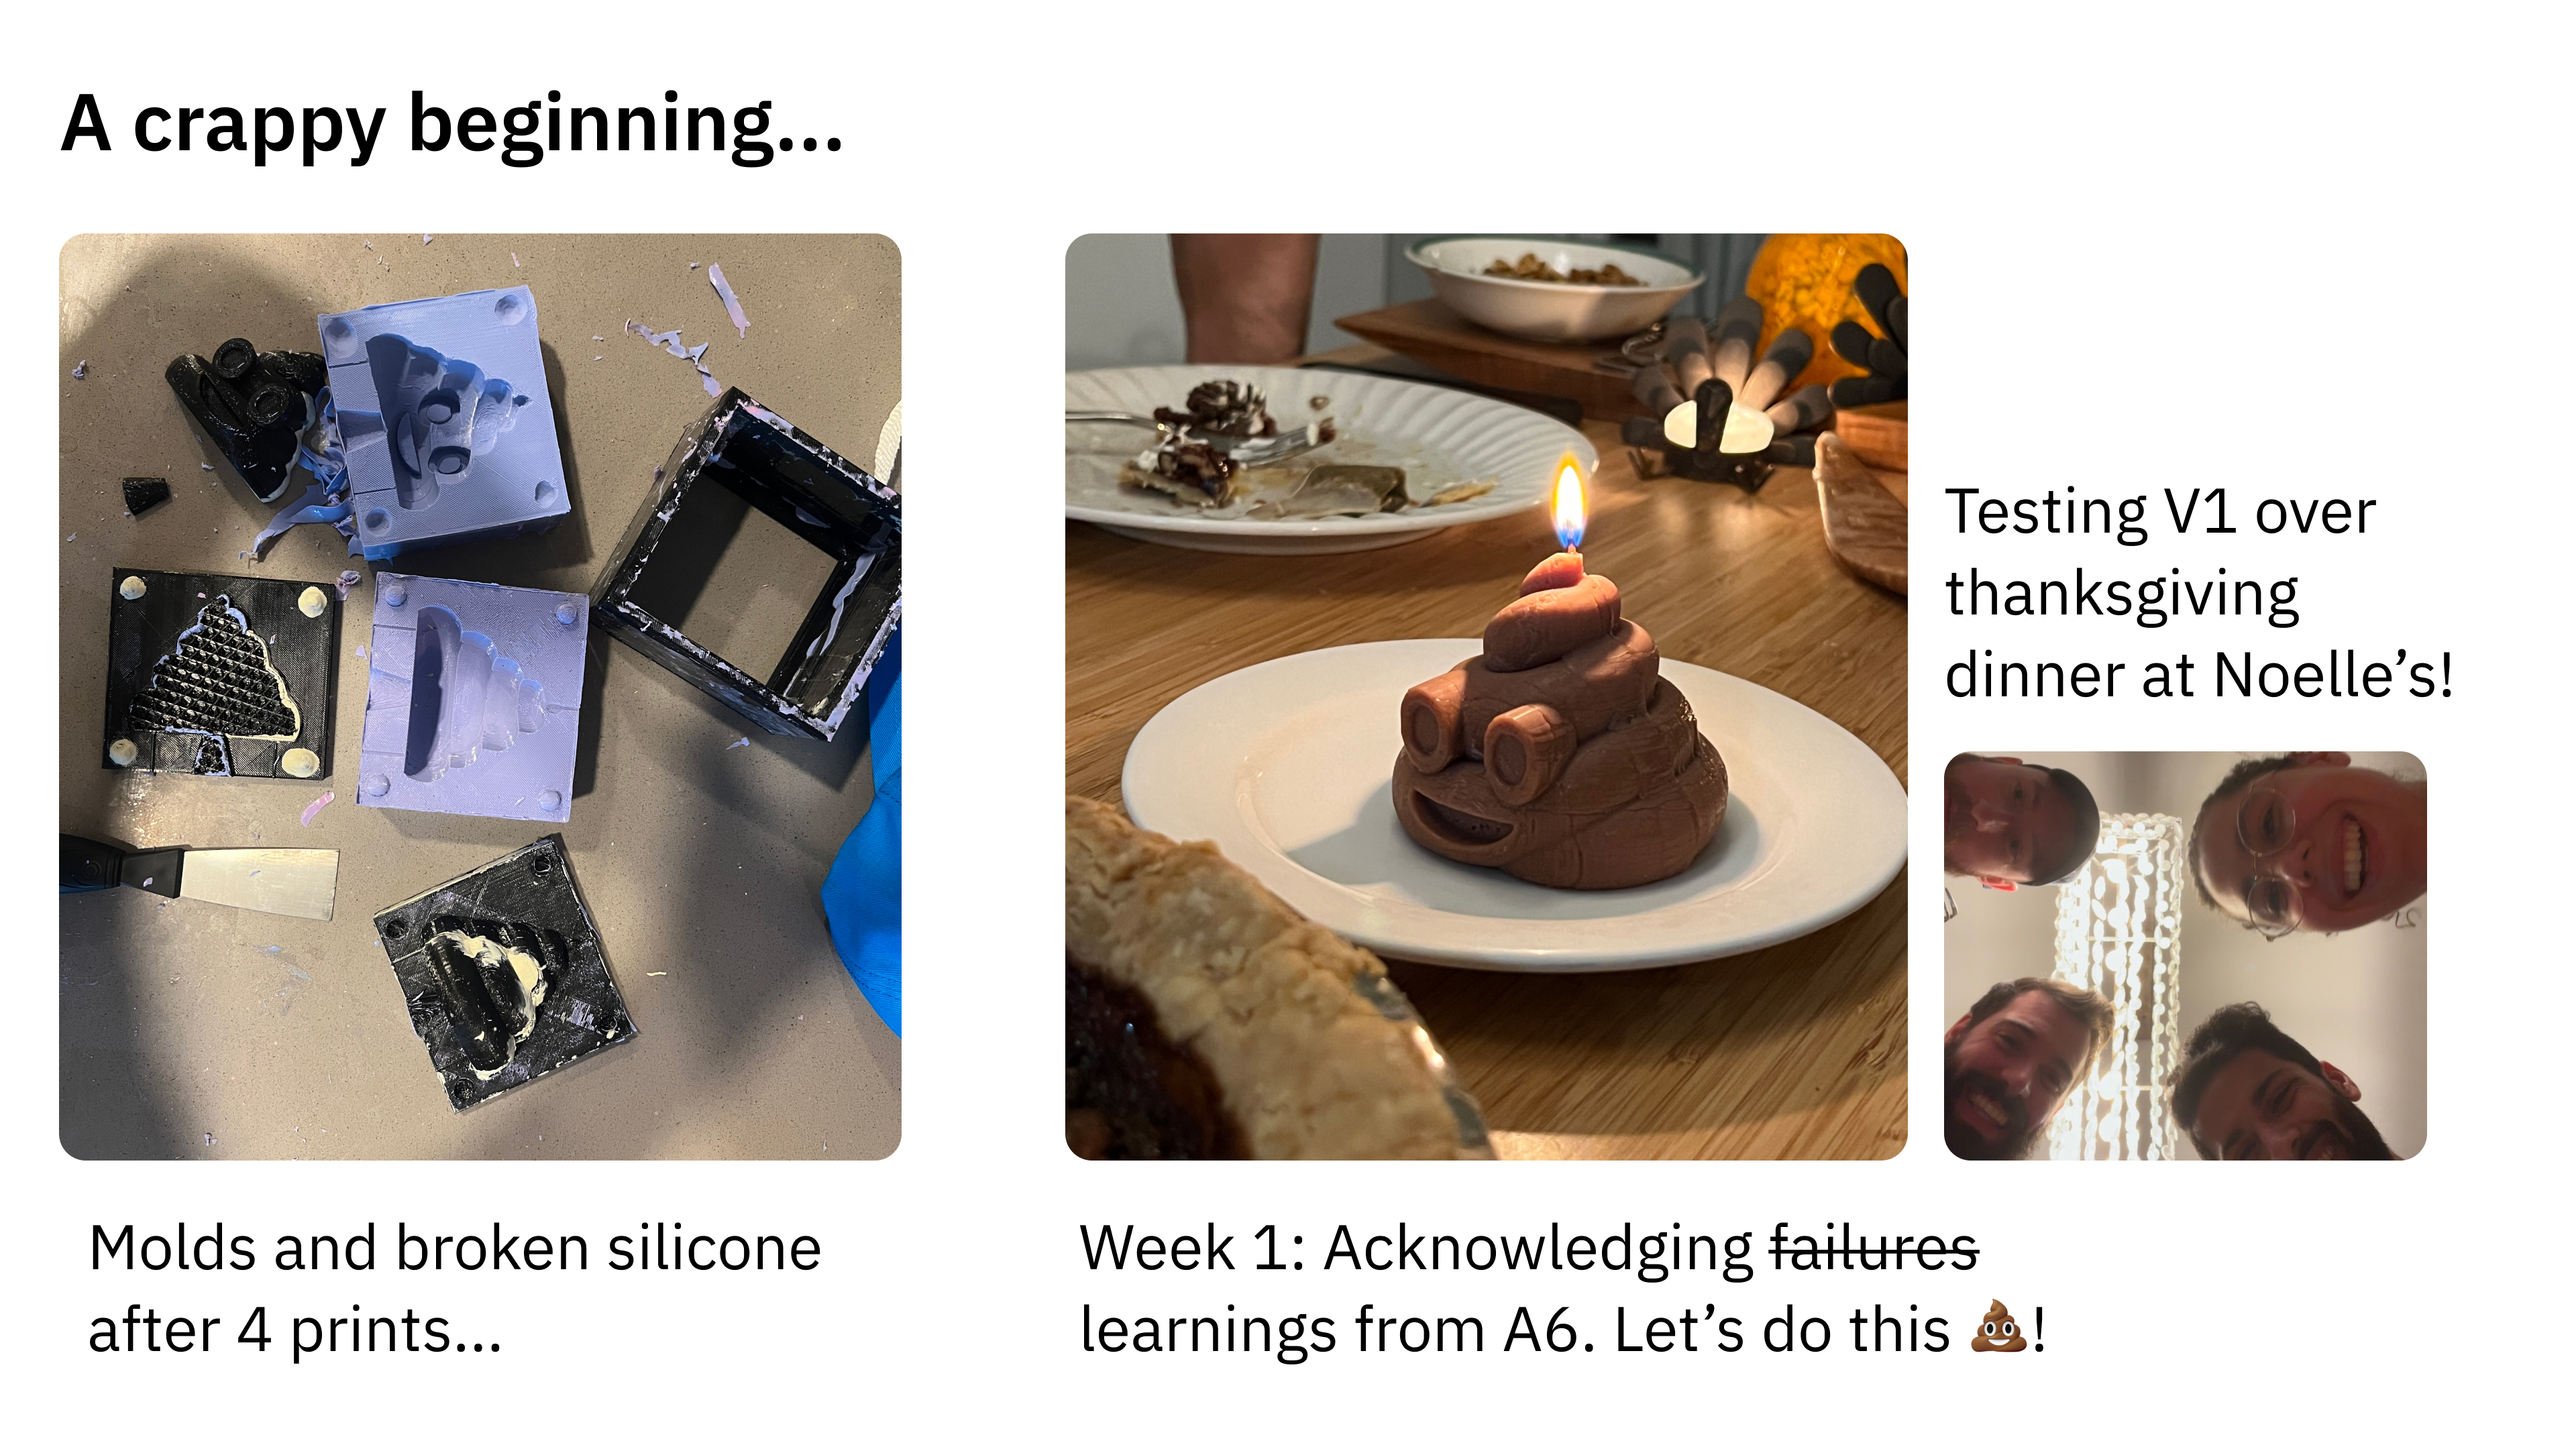 A crappy beginning...
Testing V1 over
thanksgiving
dinner at Noelle’s!
Molds and broken silicone
after 4 prints...
Week 1: Acknowledging ~~failures~~
learnings from A6. Let’s do this 💩!